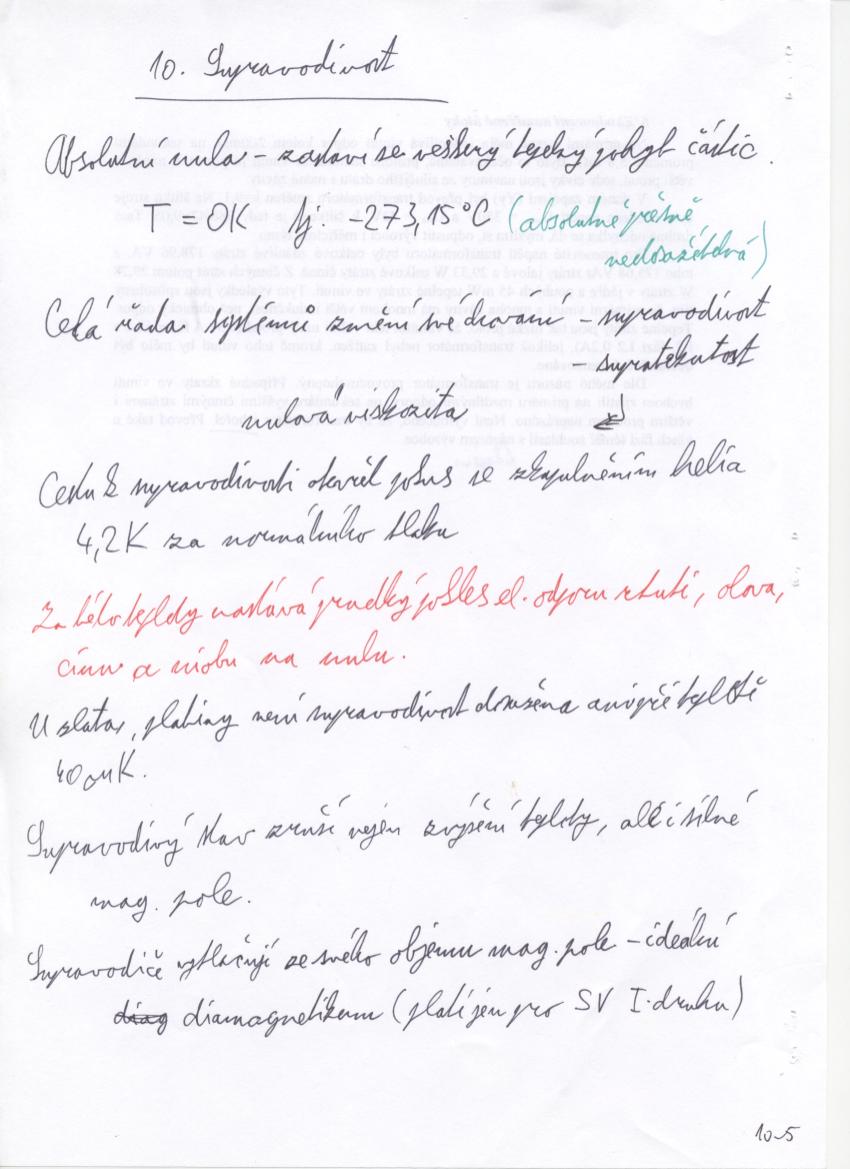 10. Supravodivost
Absolutní nula – zastaví se veškerý tepelný pohyb částic.
T = 0K tj -273,15°C (absolutně přesně
nedosažitelná)
Celá řada systémů změní své chování – supravodivost
– supratekutost
nulová viskozita
Cestu k supravodivosti otevřel pokus se zkapalněním helia
4,2K za normálního tlaku
Za této teploty nastává prudký pokles el. odporu rtuti, olova,
cínu a niobu na nulu.
U zlata, platiny není supravodivost dosažena ani při teplotě
40 mK.
Supravodivý stav zruší nejen zvýšení teploty, ale i silné
mag. pole.
Supravodiče vytlačují ze svého objemu mag. pole – ideální
diamagnetikum (platí jen pro SV I. druhu)
10-5